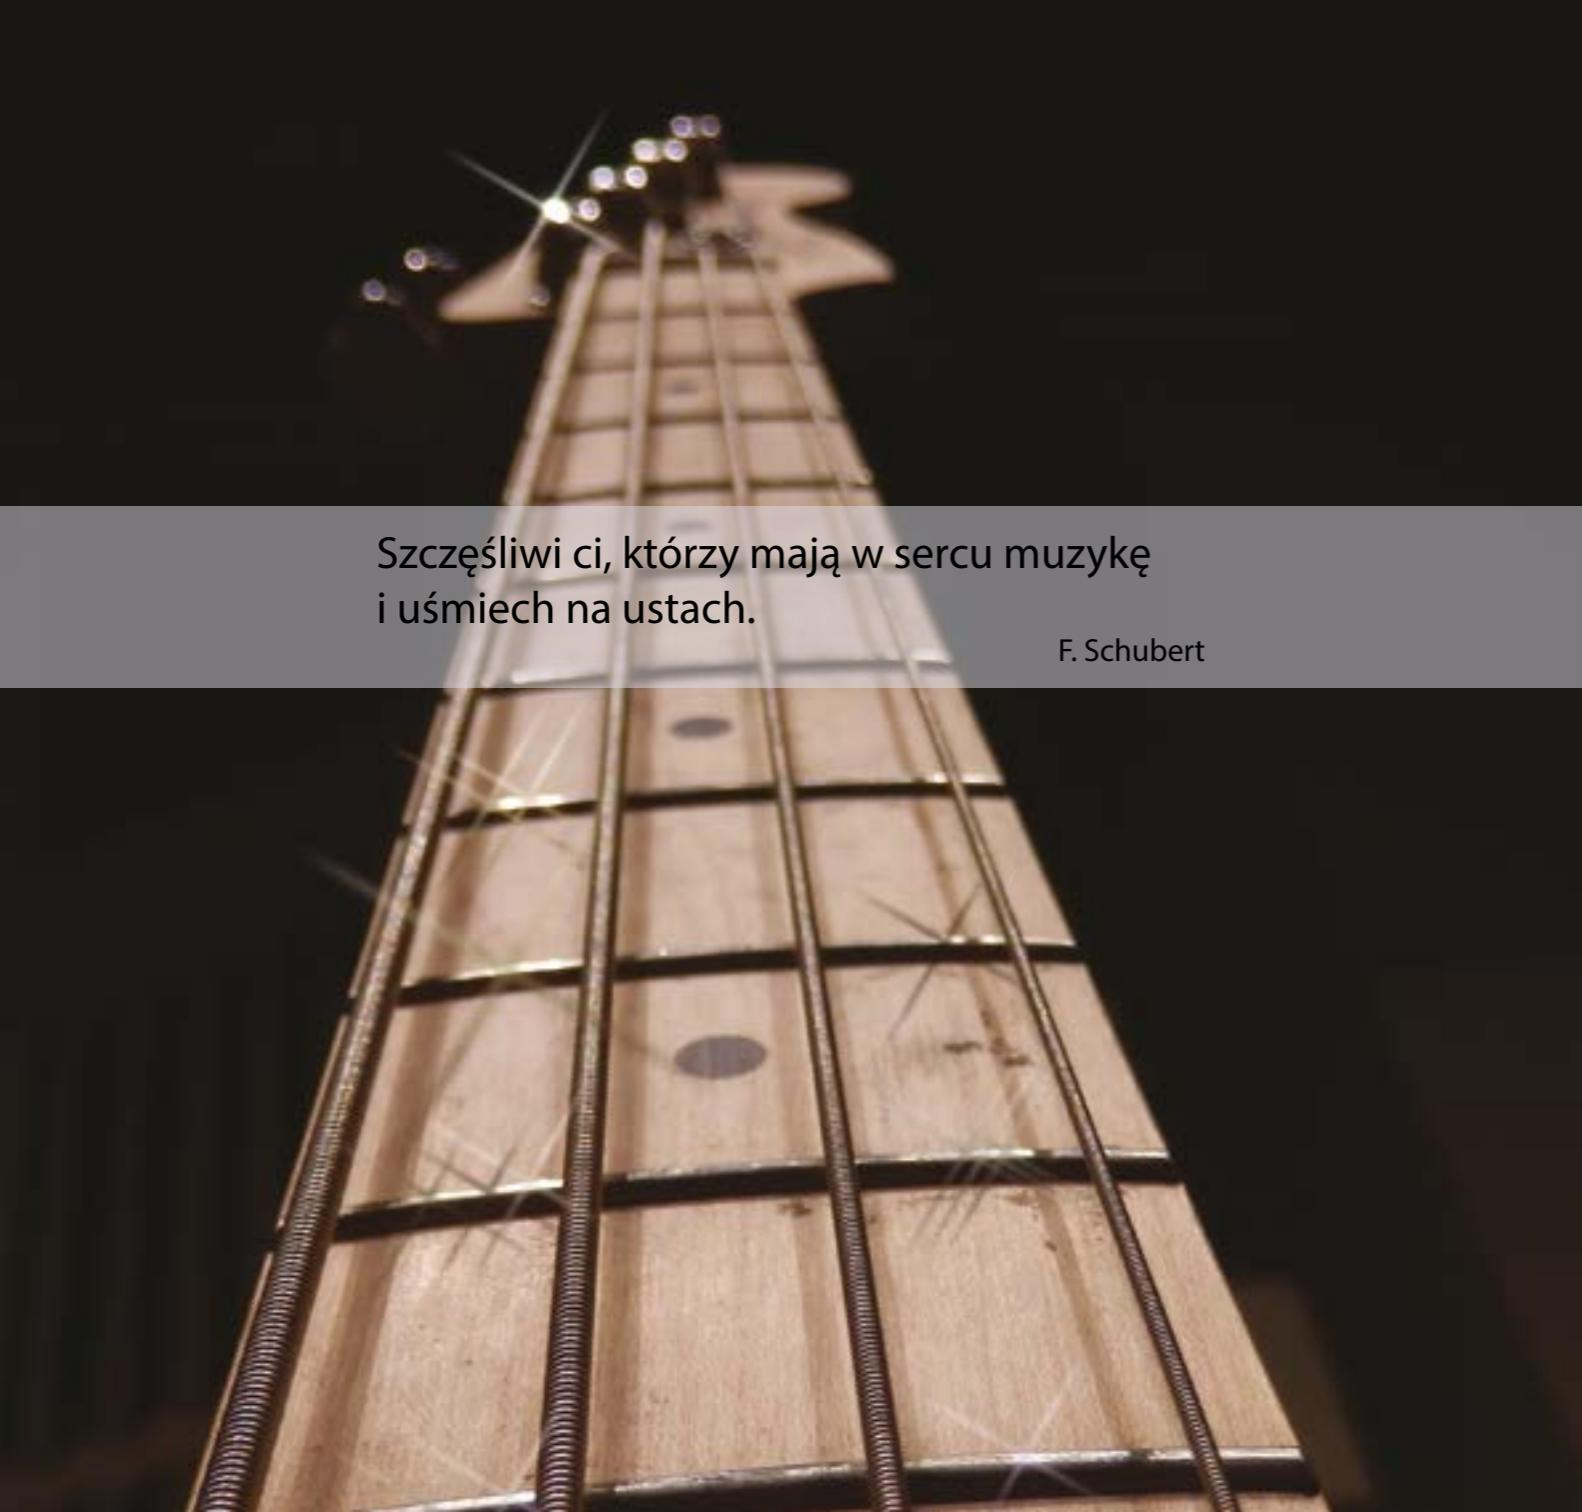 Szczęśliwi ci, którzy mają w sercu muzykę
i uśmiech na ustach.
F. Schubert